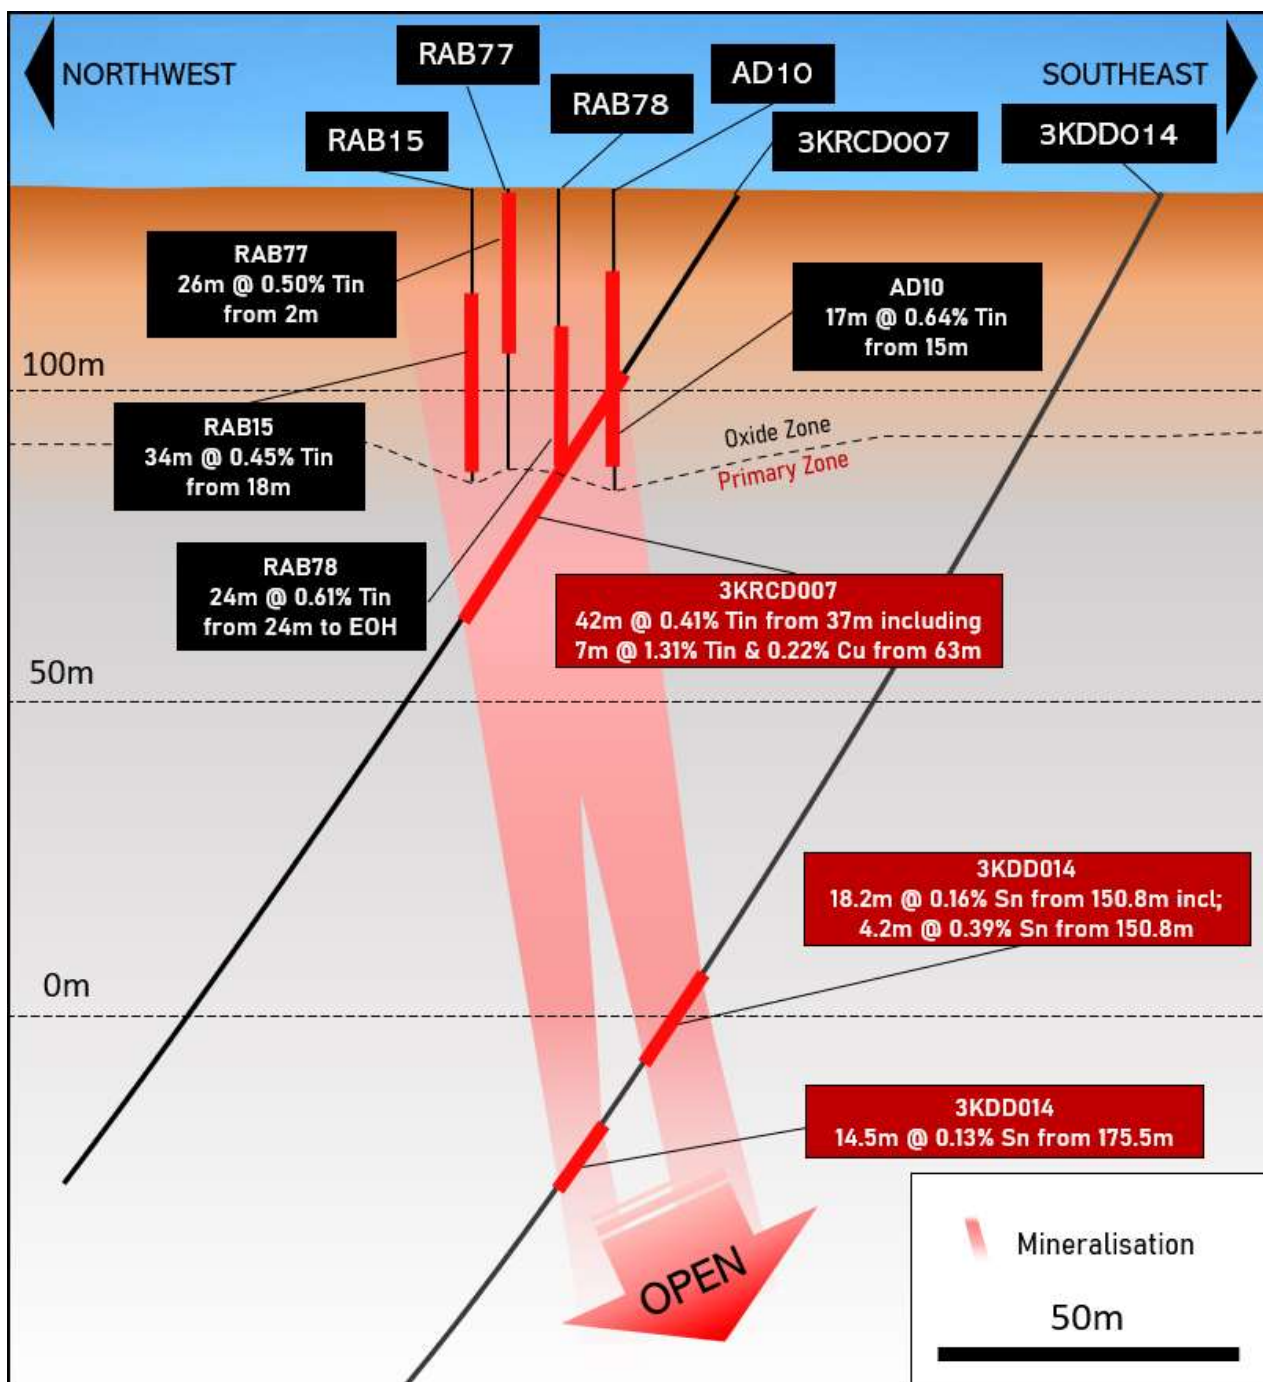 NORTHWEST
RAB77
RAB78
AD10
SOUTHEAST
RAB15
3KRCD007
3KDD014
RAB77
26m @ 0.50% Tin
from 2m
AD10
17m @ 0.64% Tin
from 15m
100m
RAB15
34m @ 0.45% Tin
from 18m
Oxide Zone
Primary Zone
RAB78
24m @ 0.61% Tin
from 24m to EOH
3KRCD007
42m @ 0.41% Tin from 37m including
7m @ 1.31% Tin & 0.22% Cu from 63m
50m
3KDD014
18.2m @ 0.16% Sn from 150.8m incl;
4.2m @ 0.39% Sn from 150.8m
0m
3KDD014
14.5m @ 0.13% Sn from 175.5m
OPEN
Mineralisation
50m